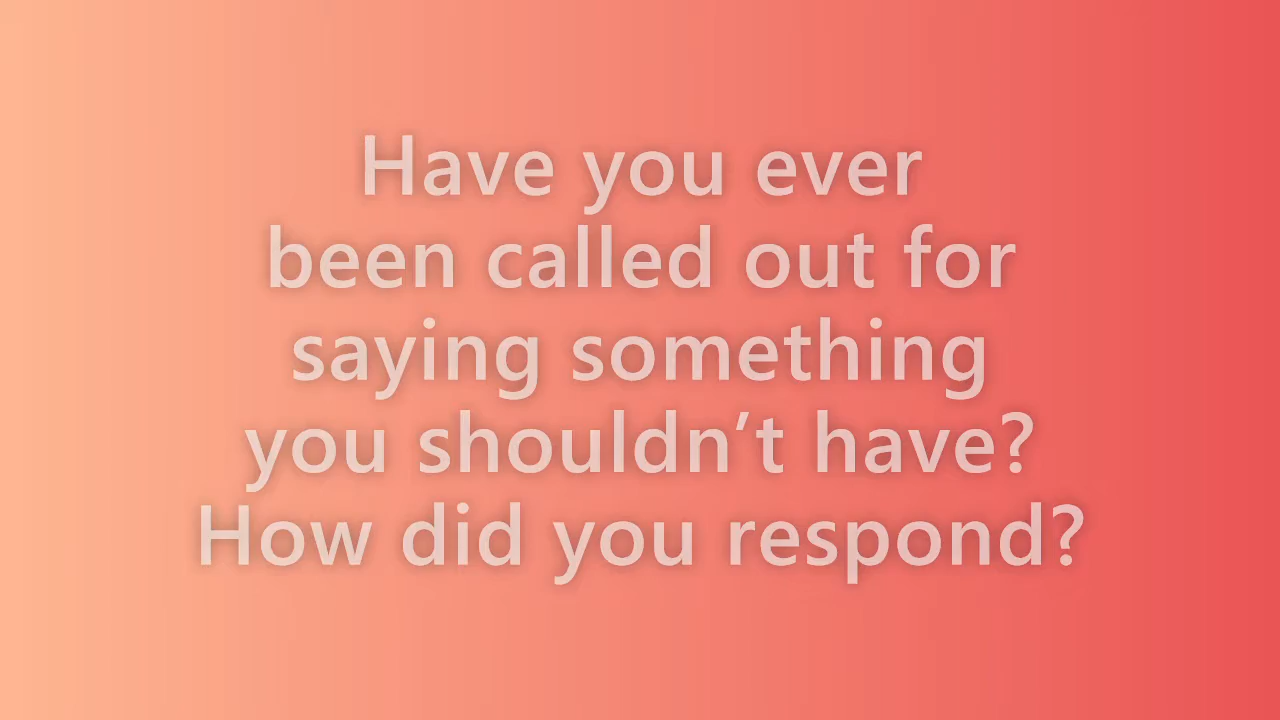 Have you ever
been called out for
saying something
you shouldn’t have?
How did you respond?